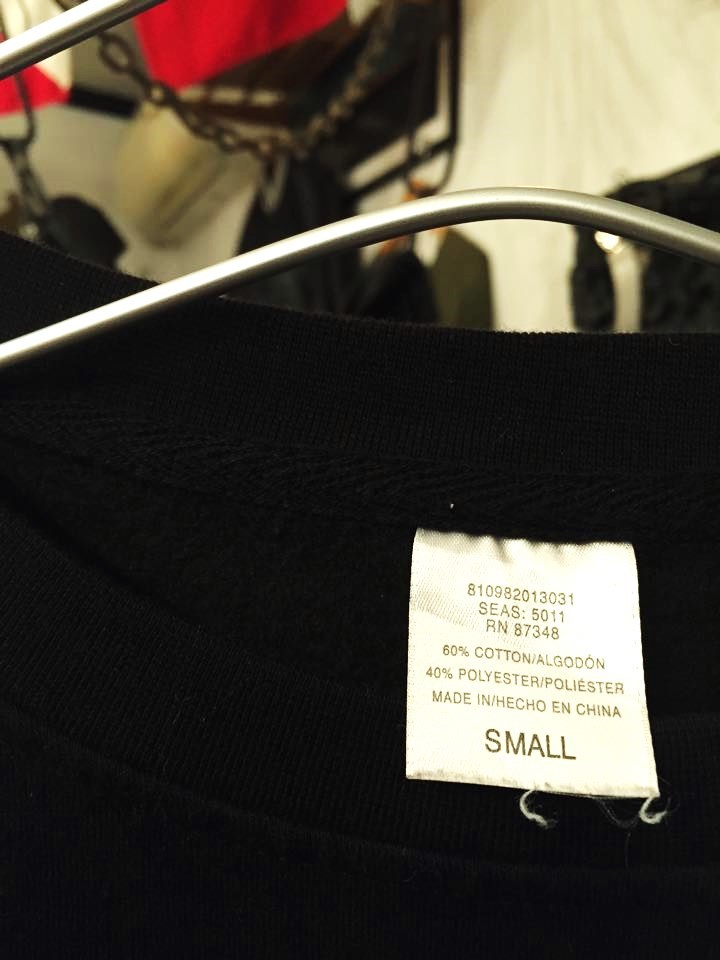 810982013031
SEAS: 5011
RN 87348
60% COTTON/ALGODÓN
40% POLYESTER/POLIÉSTER
MADE IN/HECHO EN CHINA
SMALL